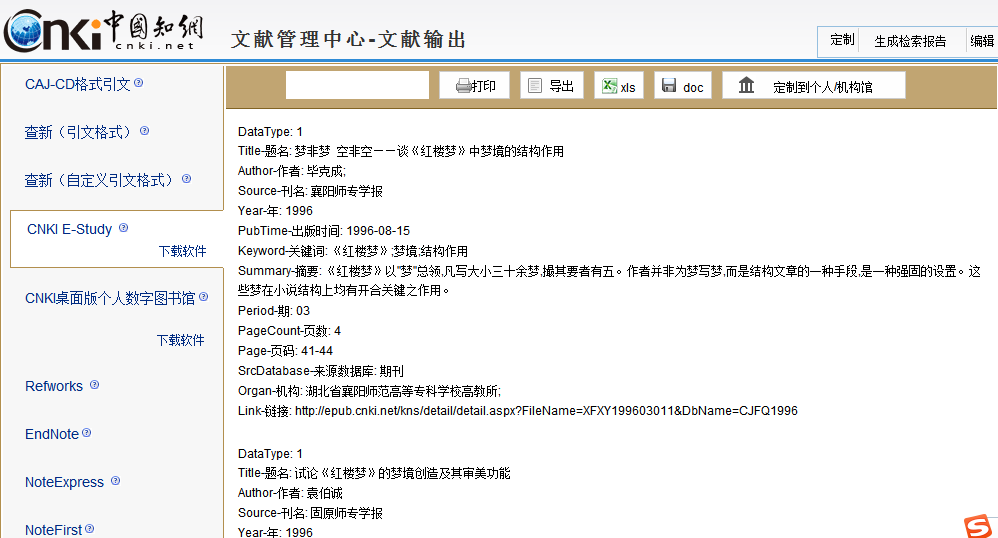 Cnki中國知網
cnki.net
文献管理中心-文献输出
定制
生成检索报告
编辑
CAJ-CD格式引文
打印
导出
xls
doc
定制到个人/机构馆
查新（引文格式）
查新（自定义引文格式）
CNKI E-Study
下载软件
CNKI桌面版个人数字图书馆
下载软件
Refworks
EndNote
NoteExpress
NoteFirst
DataType: 1
Title-题名: 梦非梦 空非空——谈《红楼梦》中梦境的结构作用
Author-作者: 毕克成;
Source-刊名: 襄阳师专学报
Year-年: 1996
PubTime-出版时间: 1996-08-15
Keyword-关键词: 《红楼梦》;梦境;结构作用
Summary-摘要: 《红楼梦》以"梦"总领,凡写大小三十余梦,撮其要者有五。作者并非为梦写梦,而是结构文章的一种手段,是一种强固的设置。这
些梦在小说结构上均有开合关键之作用。
Period-期: 03
PageCount-页数: 4
Page-页码: 41-44
SrcDatabase-来源数据库: 期刊
Organ-机构: 湖北省襄阳师范高等专科学校高教所;
Link-链接: http://epub.cnki.net/kns/detail/detail.aspx?FileName=XFXY199603011&DbName=CJFQ1996
DataType: 1
Title-题名: 试论《红楼梦》的梦境创造及其审美功能
Author-作者: 袁伯诚
Source-刊名: 固原师专学报
Year-年: 1996